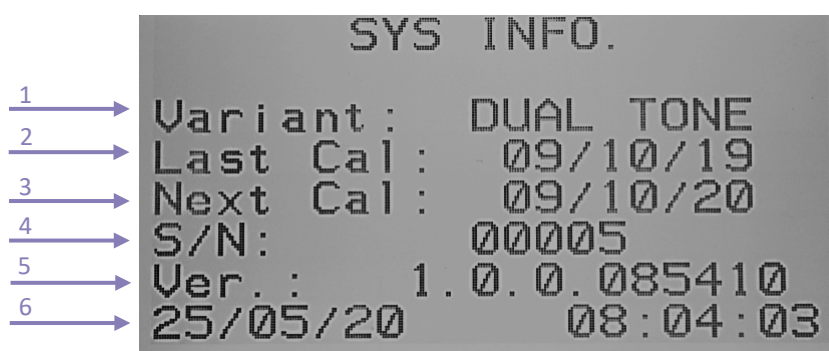 SYS INFO.
1 Variant: DUAL TONE
2 Last Cal: 09/10/19
3 Next Cal: 09/10/20
4 S/N: 00005
5 Ver.: 1.0.0.085410
6 25/05/20 08:04:03